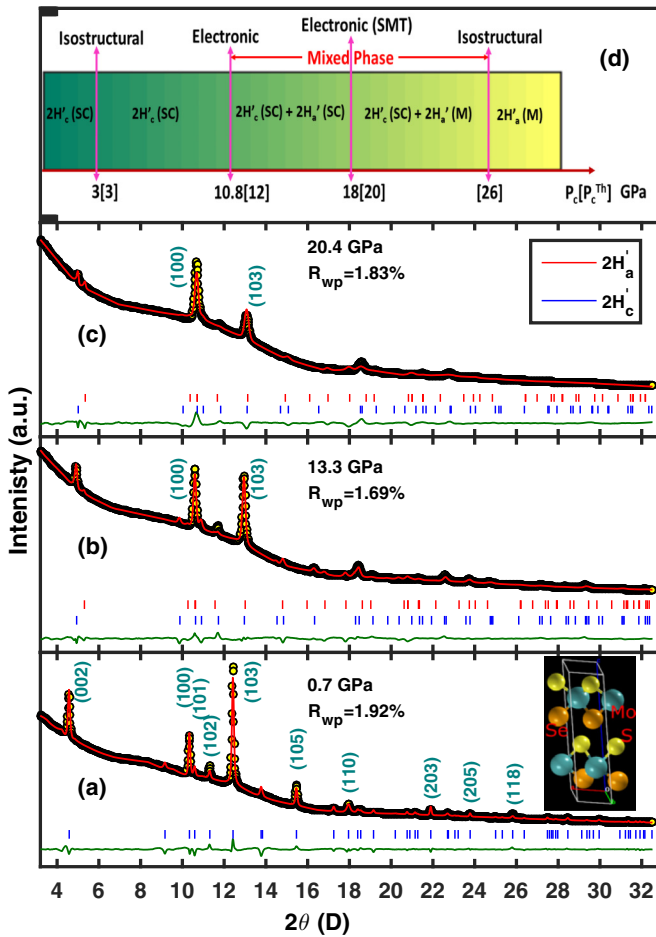 Electronic (SMT)
Isostructural
Electronic
Isostructural
(d)
Mixed Phase
2H'c (SC)
2H'c (SC)
2H'c (SC) + 2Ha' (SC)
2H'c (SC) + 2Ha' (M)
2H'a (M)
3[3]
10.8[12]
18[20]
[26]
Pc[PcTh] GPa
20.4 GPa
Rwp=1.83%
(100)
(103)
2Ha'
2Hc'
(c)
13.3 GPa
Rwp=1.69%
(100)
(103)
(b)
0.7 GPa
Rwp=1.92%
(002)
(100)
(101)
(102)
(103)
(105)
(110)
(203)
(205)
(118)
Se
Mo
S
(a)
Intenisty (a.u.)
4 6 8 10 12 14 16 18 20 22 24 26 28 30 32
2θ (D)